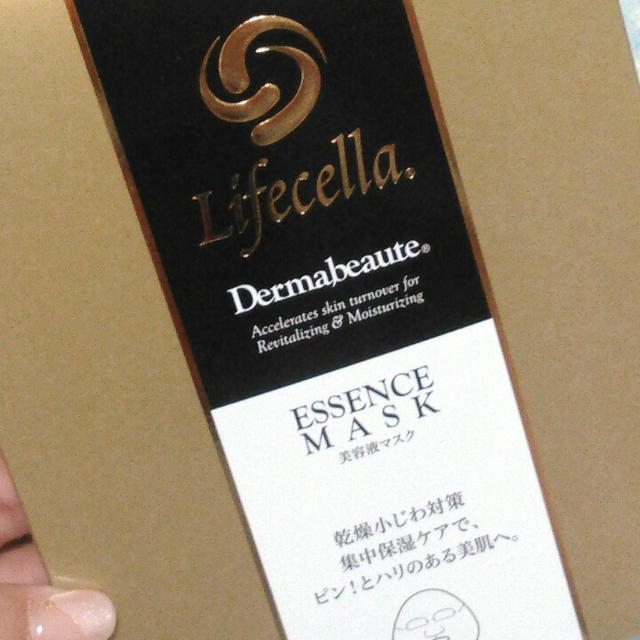 Lifecella.
Dermabeaute®
Accelerates skin turnover for
Revitalizing & Moisturizing
ESSENCE
MASK
美容液マスク
乾燥小じわ対策
集中保湿ケアで、
ピン!とハリのある美肌へ。